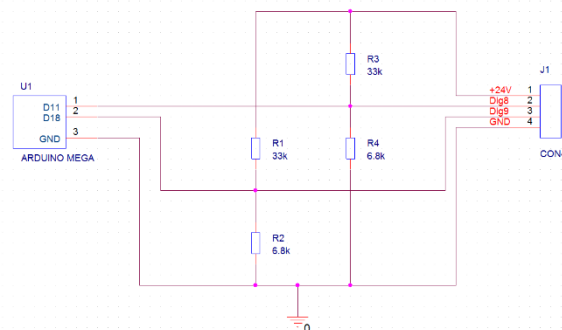 R3
33k
J1
U1
+24V 1
D11 1
Dig8 2
D18 2
Dig9 3
GND 4
GND 3
R1
33k
R4
6.8k
ARDUINO MEGA
CON
R2
6.8k
0